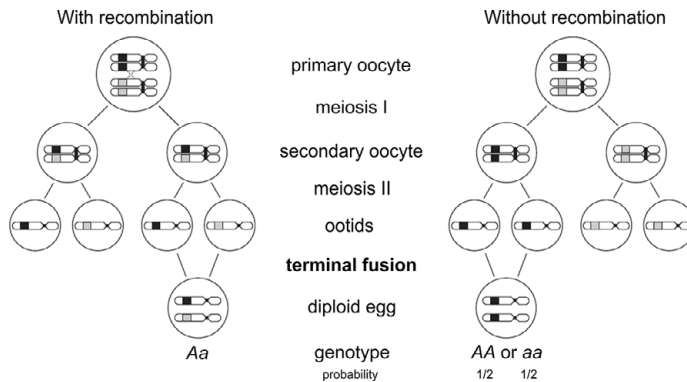 With recombination
Without recombination
primary oocyte
meiosis I
secondary oocyte
meiosis II
ootids
terminal fusion
diploid egg
Aa
genotype
AA or aa
probability
1/2
1/2